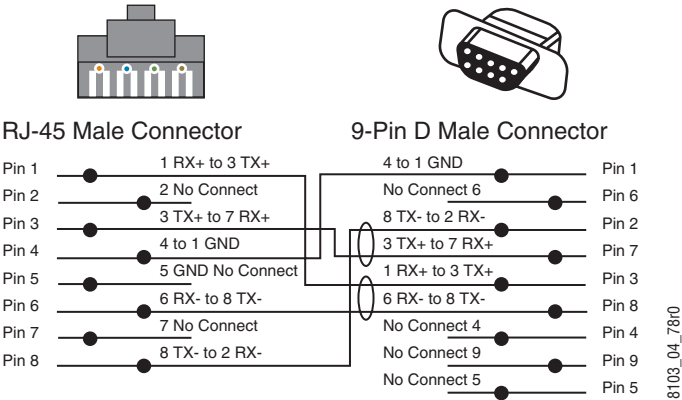 RJ-45 Male Connector
9-Pin D Male Connector
Pin 1
1 RX+ to 3 TX+
4 to 1 GND
Pin 1
Pin 2
2 No Connect
No Connect 6
Pin 6
Pin 3
3 TX+ to 7 RX+
8 TX- to 2 RX-
Pin 2
Pin 4
4 to 1 GND
3 TX+ to 7 RX+
Pin 7
Pin 5
5 GND No Connect
1 RX+ to 3 TX+
Pin 3
Pin 6
6 RX- to 8 TX-
6 RX- to 8 TX-
Pin 8
Pin 7
7 No Connect
No Connect 4
Pin 4
Pin 8
8 TX- to 2 RX-
No Connect 9
Pin 9
No Connect 5
Pin 5
8103_04_78r0